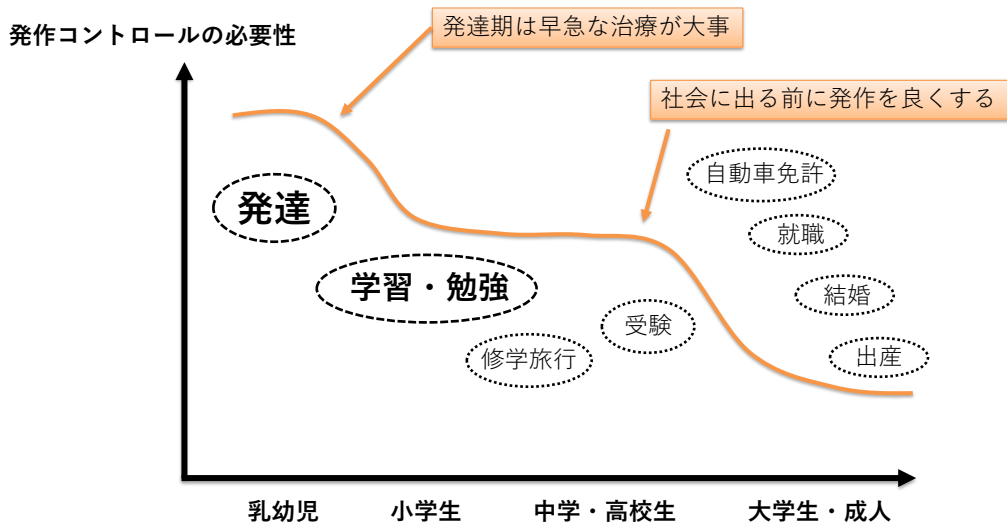 発達期は早急な治療が大事
発作コントロールの必要性
社会に出る前に発作を良くする
自動車免許
発達
就職
学習・勉強
結婚
受験
修学旅行
出産
乳幼児
小学生
中学・高校生
大学生・成人